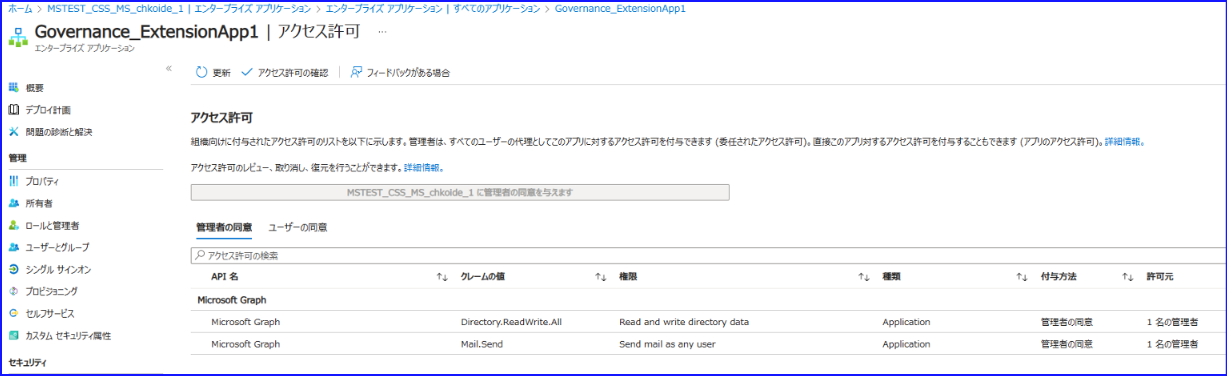 ホーム > MSTEST_CSS_MS_chkoide_1 | エンタープライズ アプリケーション > エンタープライズ アプリケーション | すべてのアプリケーション > Governance_ExtensionApp1
Governance_ExtensionApp1 | アクセス許可 …
エンタープライズ アプリケーション
«
更新 アクセス許可の確認 フィードバックがある場合
概要
デプロイ計画
問題の診断と解決
管理
プロパティ
所有者
ロールと管理者
ユーザーとグループ
シングル サインオン
プロビジョニング
セルフサービス
カスタム セキュリティ属性
セキュリティ
アクセス許可
組織向けに付与されたアクセス許可のリストを以下に示します。管理者は、すべてのユーザーの代理としてこのアプリに対するアクセス許可を付与できます (委任されたアクセス許可)。直接このアプリ対するアクセス許可を付与することもできます (アプリのアクセス許可)。詳細情報。
アクセス許可のレビュー、取り消し、復元を行うことができます。詳細情報。
MSTEST_CSS_MS_chkoide_1 に管理者の同意を与えます
管理者の同意 ユーザーの同意
アクセス許可の検索
API 名 ↑↓ クレームの値 ↑↓ 権限 ↑↓ 種類 ↑↓ 付与方法 ↑↓ 許可元
Microsoft Graph
Microsoft Graph Directory.ReadWrite.All Read and write directory data Application 管理者の同意 1 名の管理者
Microsoft Graph Mail.Send Send mail as any user Application 管理者の同意 1 名の管理者